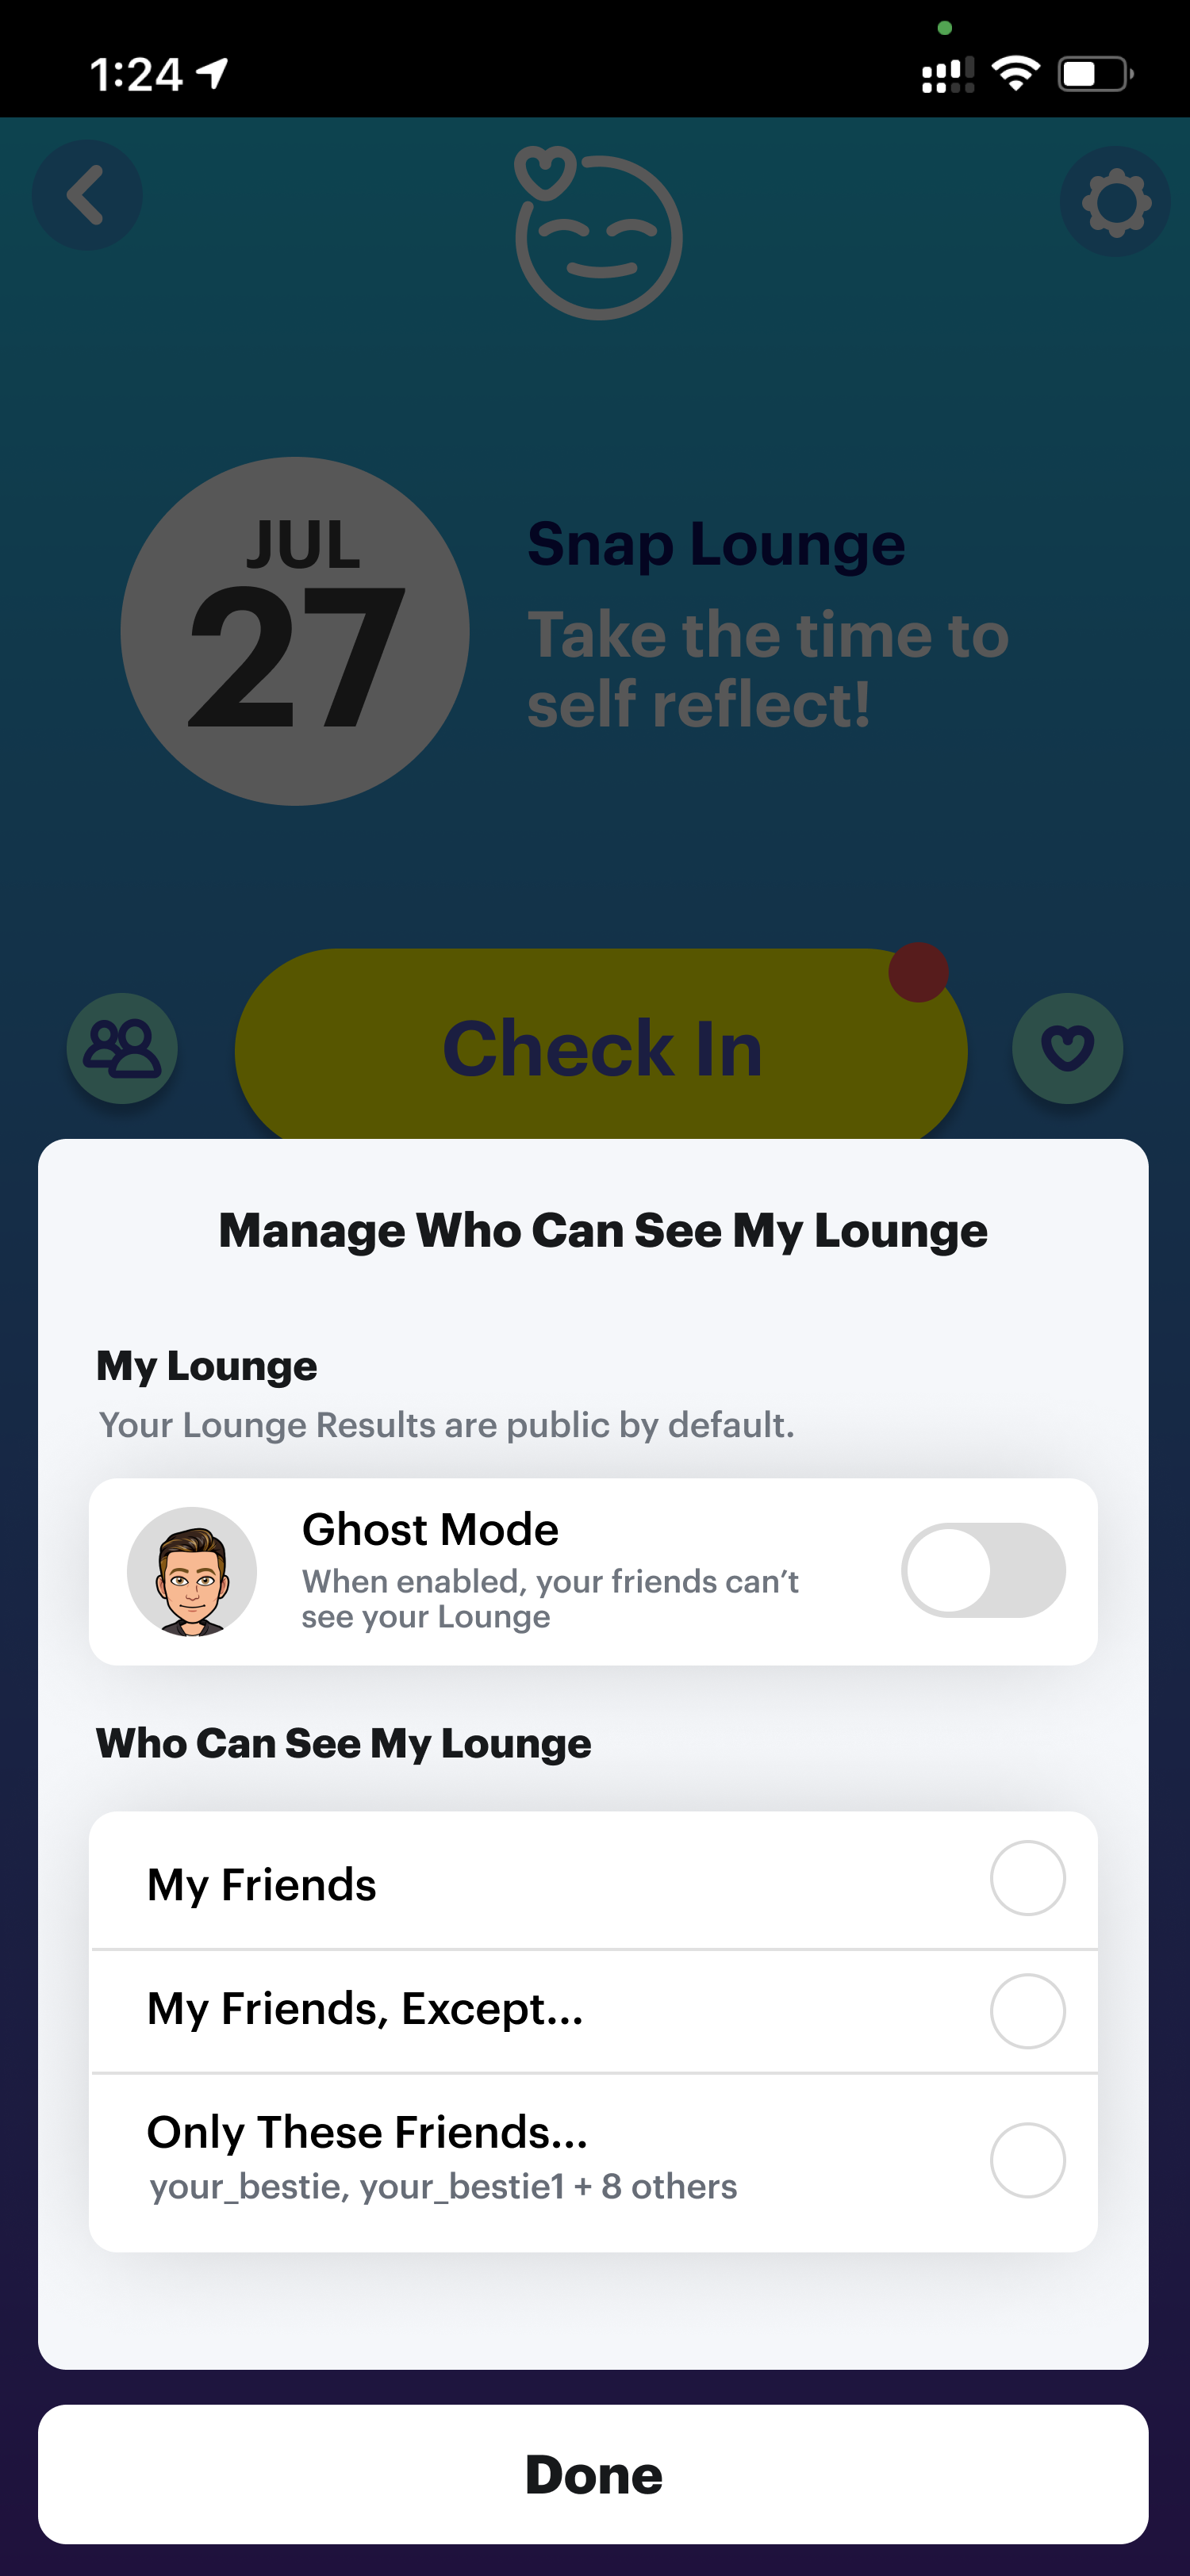 1:24
JUL
27
Snap Lounge
Take the time to
self reflect!
Check In
Manage Who Can See My Lounge
My Lounge
Your Lounge Results are public by default.
Ghost Mode
When enabled, your friends can’t
see your Lounge
Who Can See My Lounge
My Friends
My Friends, Except...
Only These Friends...
your_bestie, your_bestie1 + 8 others
Done